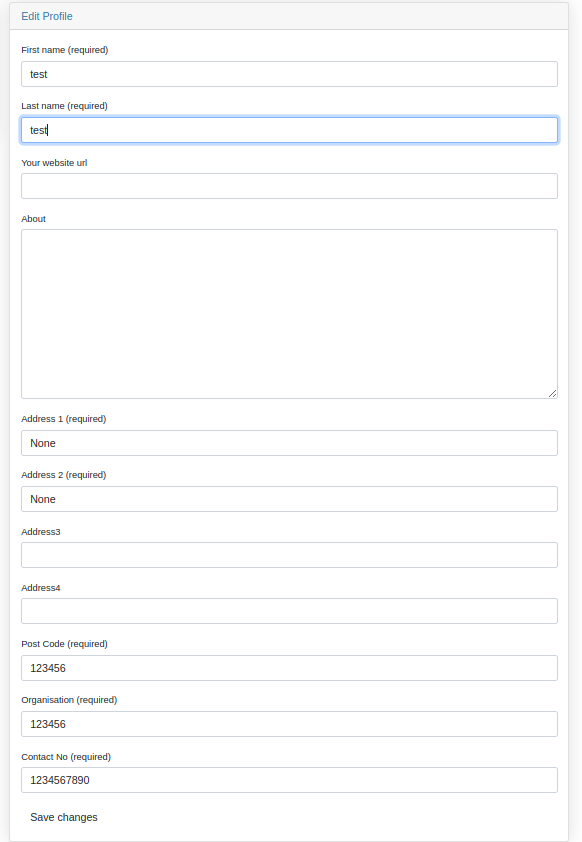 Edit Profile
First name (required)
test
Last name (required)
test
Your website url
About
Address 1 (required)
None
Address 2 (required)
None
Address3
Address4
Post Code (required)
123456
Organisation (required)
123456
Contact No (required)
1234567890
Save changes